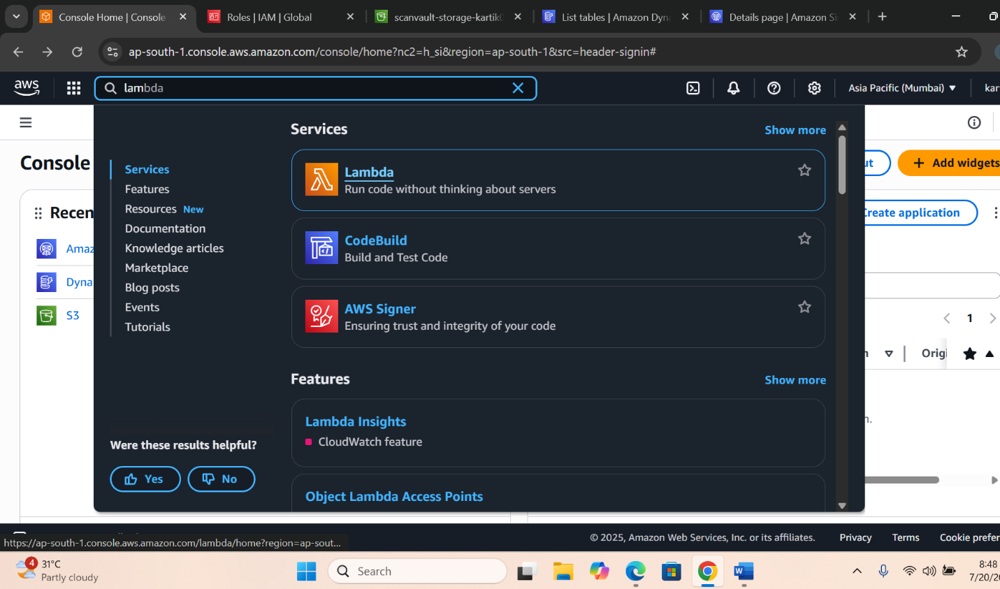 Console Home | Console
Roles | IAM | Global
scanvault-storage-kartik
List tables | Amazon Dyn
Details page | Amazon Si
ap-south-1.console.aws.amazon.com/console/home?nc2=h_si&region=ap-south-1&src=header-signin#
aws
lambda
Asia Pacific (Mumbai)
kar
Console
ut
Add widgets
Recen
Amaz
Dyna
S3
Create application
1
n
Origi
n.
Services
Features
Resources New
Documentation
Knowledge articles
Marketplace
Blog posts
Events
Tutorials
Were these results helpful?
Yes
No
Services
Show more
Lambda
Run code without thinking about servers
CodeBuild
Build and Test Code
AWS Signer
Ensuring trust and integrity of your code
Features
Show more
Lambda Insights
CloudWatch feature
Object Lambda Access Points
© 2025, Amazon Web Services, Inc. or its affiliates.
Privacy
Terms
Cookie prefer
https://ap-south-1.console.aws.amazon.com/lambda/home?region=ap-sout...
4
31°C
Partly cloudy
Search
W
8:48
7/20/20